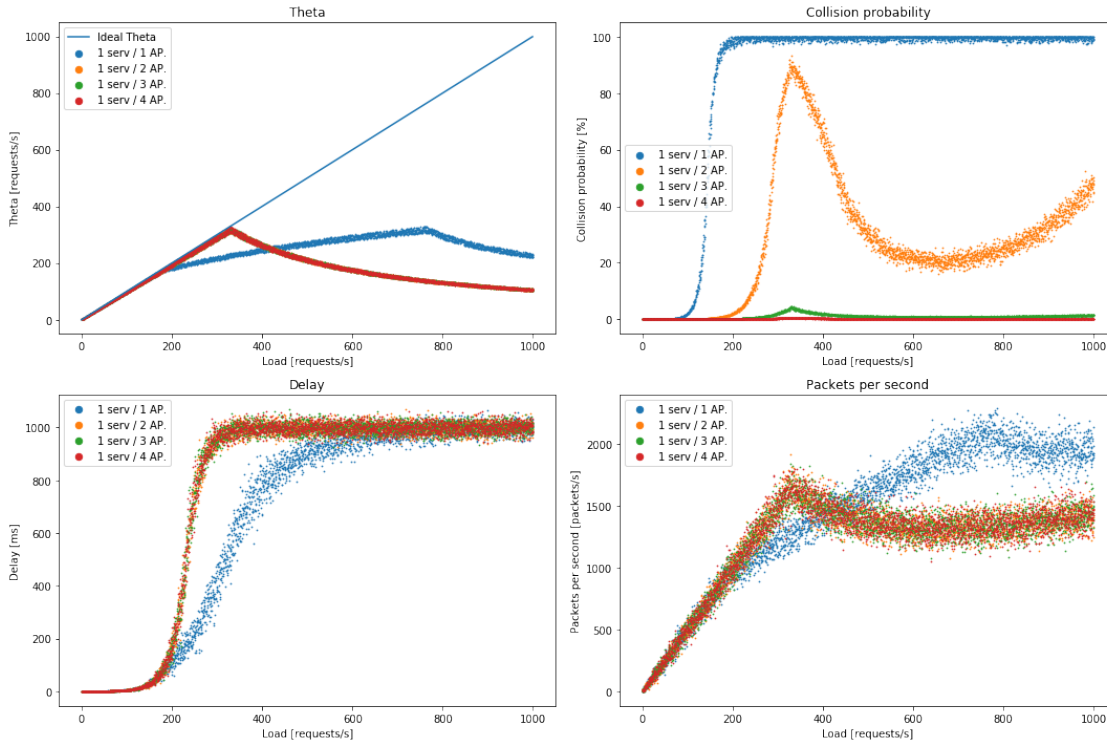 Theta
Theta [requests/s]
1000
800
600
400
200
0
Ideal Theta
1 serv / 1 AP.
1 serv / 2 AP.
1 serv / 3 AP.
1 serv / 4 AP.
0 200 400 600 800 1000
Load [requests/s]
Collision probability
Collision probability [%]
100
80
60
40
20
0
1 serv / 1 AP.
1 serv / 2 AP.
1 serv / 3 AP.
1 serv / 4 AP.
0 200 400 600 800 1000
Load [requests/s]
Delay
Delay [ms]
1000
800
600
400
200
0
1 serv / 1 AP.
1 serv / 2 AP.
1 serv / 3 AP.
1 serv / 4 AP.
0 200 400 600 800 1000
Load [requests/s]
Packets per second
Packets per second [packets/s]
2000
1500
1000
500
0
1 serv / 1 AP.
1 serv / 2 AP.
1 serv / 3 AP.
1 serv / 4 AP.
0 200 400 600 800 1000
Load [requests/s]